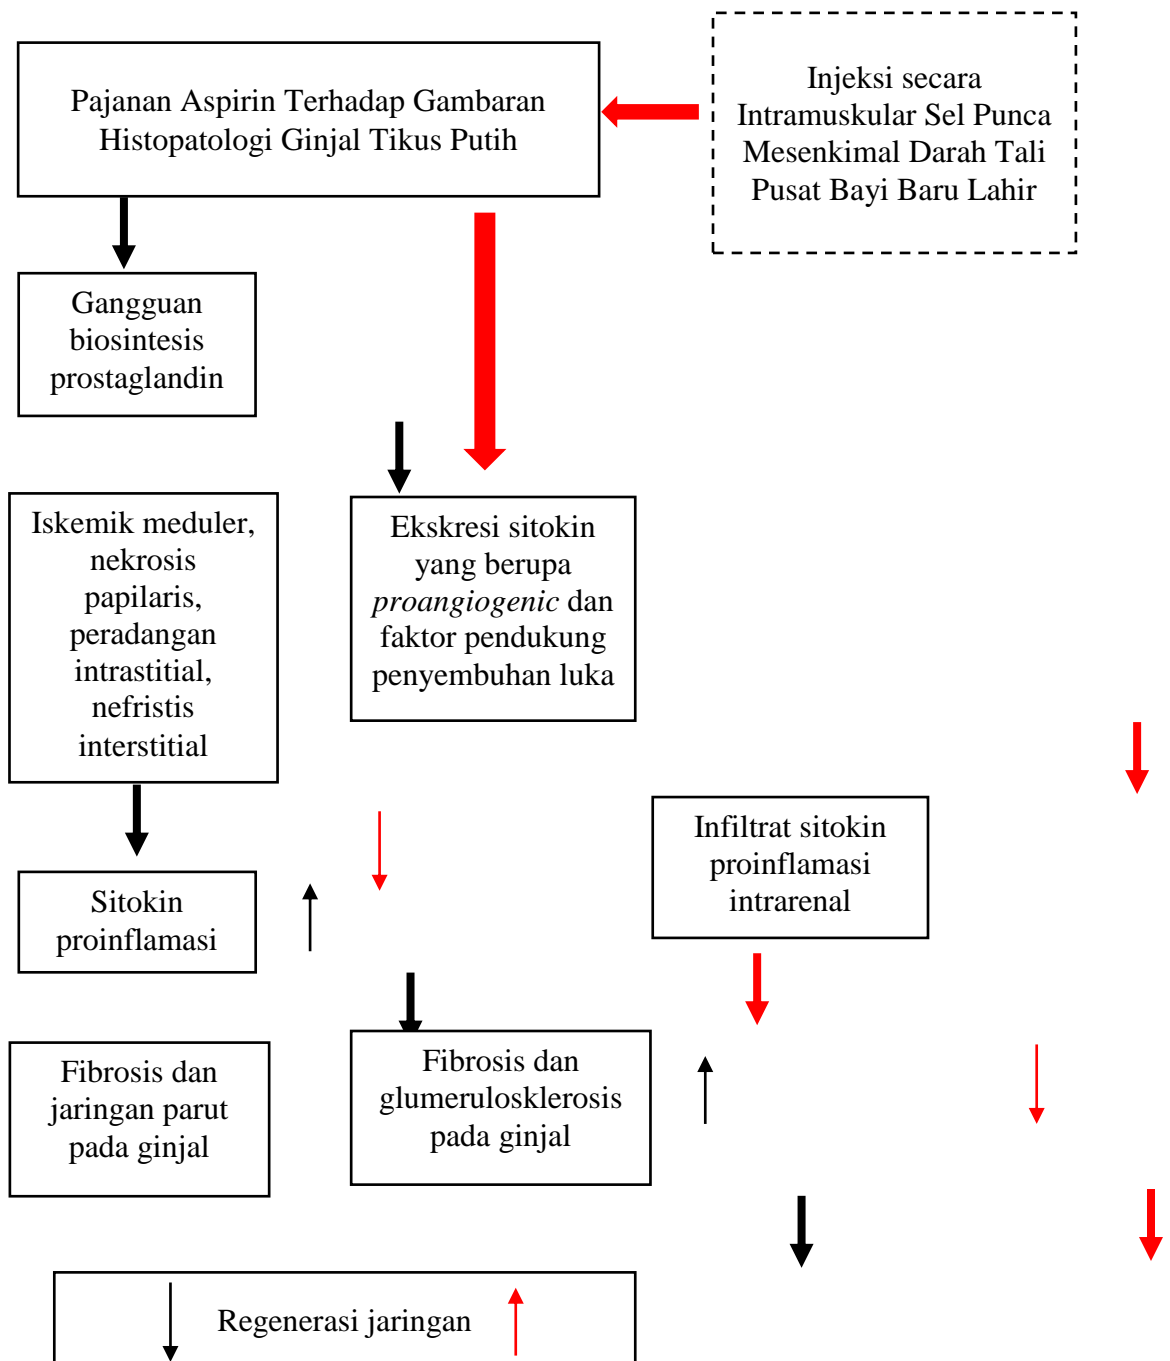 Pajanan Aspirin Terhadap Gambaran
Histopatologi Ginjal Tikus Putih
Injeksi secara
Intramuskular Sel Punca
Mesenkimal Darah Tali
Pusat Bayi Baru Lahir
Gangguan
biosintesis
prostaglandin
Iskemik meduler,
nekrosis
papilaris,
peradangan
intrastitial,
nefristis
interstitial
Ekskresi sitokin
yang berupa
proangiogenic dan
faktor pendukung
penyembuhan luka
Sitokin
proinflamasi
Infiltrat sitokin
proinflamasi
intrarenal
Fibrosis dan
jaringan parut
pada ginjal
Fibrosis dan
glumerulosklerosis
pada ginjal
Regenerasi jaringan